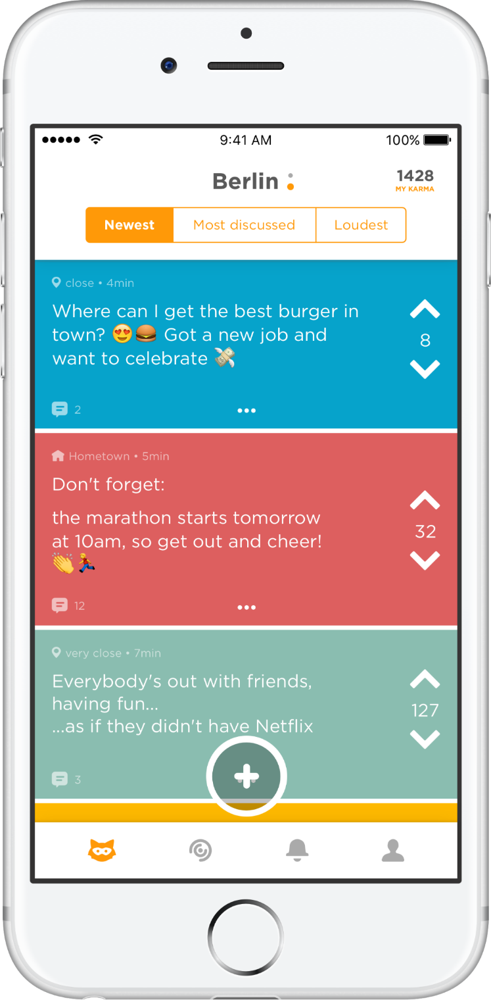 9:41 AM 100%
Berlin
1428
MY KARMA
Newest Most discussed Loudest
close • 4min
Where can I get the best burger in
town? 😍🍔 Got a new job and
want to celebrate 💸
8
2
Hometown • 5min
Don't forget:
the marathon starts tomorrow
at 10am, so get out and cheer!
👏🏃
32
12
very close • 7min
Everybody's out with friends,
having fun...
...as if they didn't have Netflix
127
3